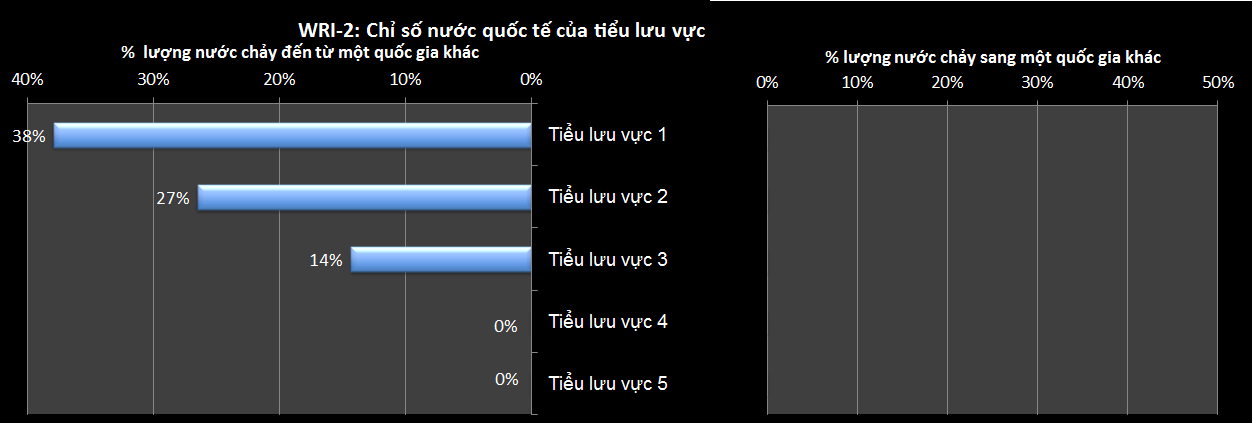 WRI-2: Chỉ số nước quốc tế của tiểu lưu vực
% lượng nước chảy đến từ một quốc gia khác
40% 30% 20% 10% 0%
38% Tiểu lưu vực 1
27% Tiểu lưu vực 2
14% Tiểu lưu vực 3
0% Tiểu lưu vực 4
0% Tiểu lưu vực 5
% lượng nước chảy sang một quốc gia khác
0% 10% 20% 30% 40% 50%